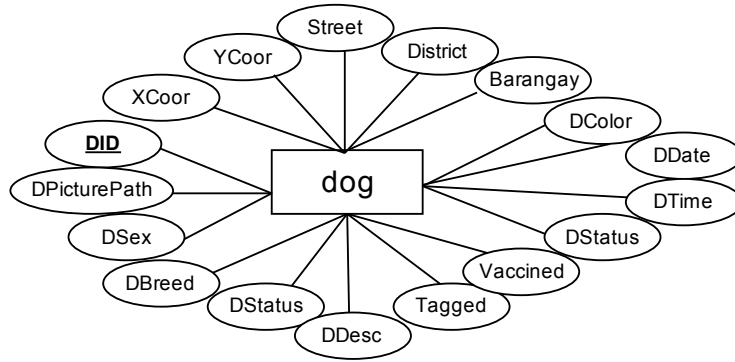 Street
YCoor
District
XCoor
Barangay
DColor
DID
DDate
dog
DPicturePath
DTime
DSex
DStatus
DBreed
Vaccined
DStatus
Tagged
DDesc